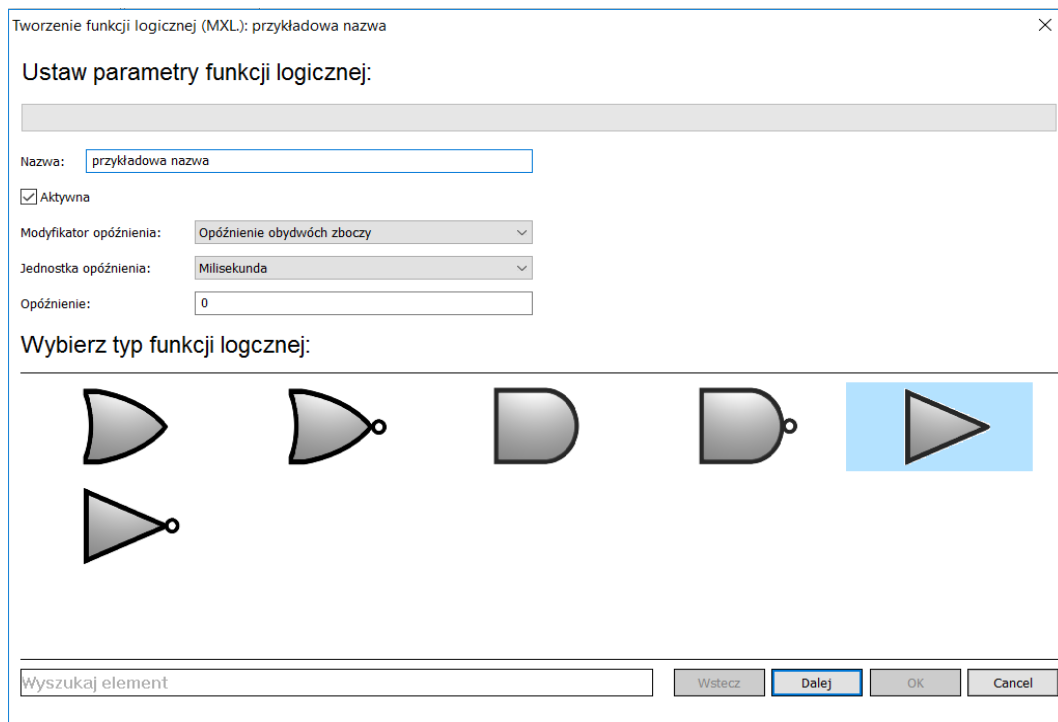 Tworzenie funkcji logicznej (MXL.): przykładowa nazwa
Ustaw parametry funkcji logicznej:
Nazwa: przykładowa nazwa
Aktywna
Modyfikator opóźnienia: Opóźnienie obydwóch zboczy
Jednostka opóźnienia: Milisekunda
Opóźnienie: 0
Wybierz typ funkcji logcznej:
Wyszukaj element Wstecz Dalej OK Cancel